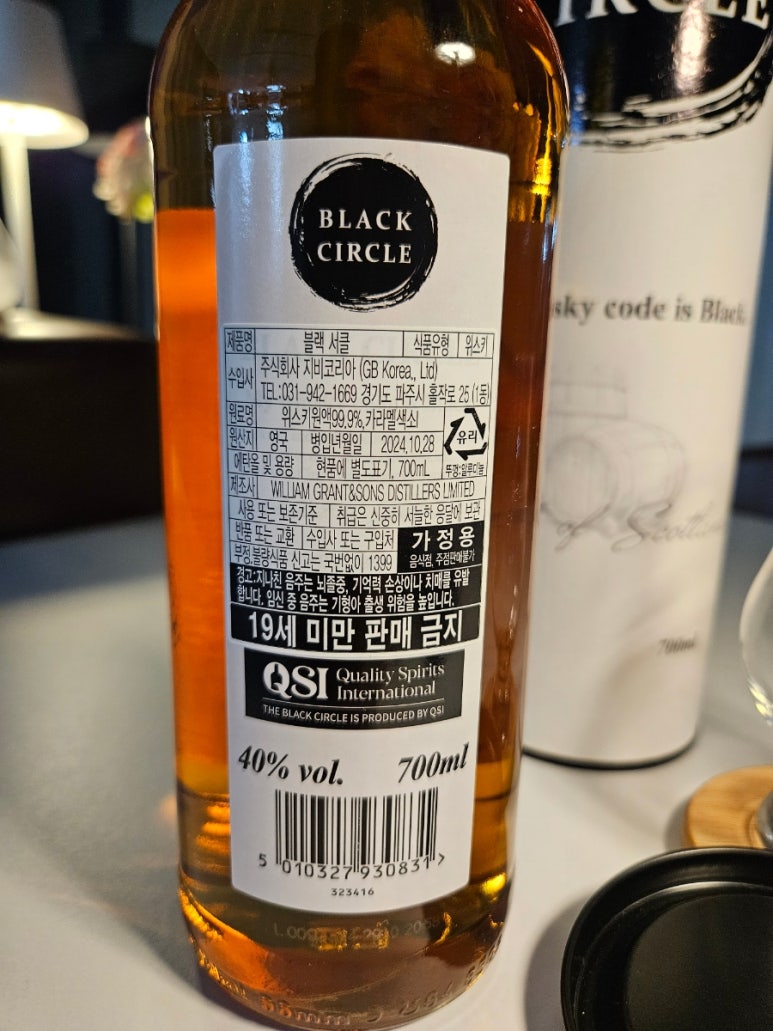 BLACK
CIRCLE
제품명 블랙 서클 식품유형 위스키
수입사 주식회사 지비코리아 (GB Korea., Ltd)
TEL:031-942-1669 경기도 파주시 홀작로 25 (1동)
원료명 위스키원액99.9%, 카라멜색소
원산지 영국 병입년월일 2024.10.28
유리
에탄올 및 용량 현품에 별도표기, 700mL
뚜껑:알루미늄
제조사 WILLIAM GRANT&SONS DISTILLERS LIMITED
사용 또는 보존기준 취급은 신중히 서늘한 응달에 보관
반품 또는 교환 수입사 또는 구입처
가정용
음식점, 주점판매불가
부정,불량식품 신고는 국번없이 1399
경고:지나친 음주는 뇌졸중, 기억력 손상이나 치매를 유발
합니다. 임신 중 음주는 기형아 출생 위험을 높입니다.
19세 미만 판매 금지
QSI Quality Spirits
International
THE BLACK CIRCLE IS PRODUCED BY QSI
40% vol. 700ml
5 010327 930831 >
323416
sky code is Black.
of Scotlan
700ml